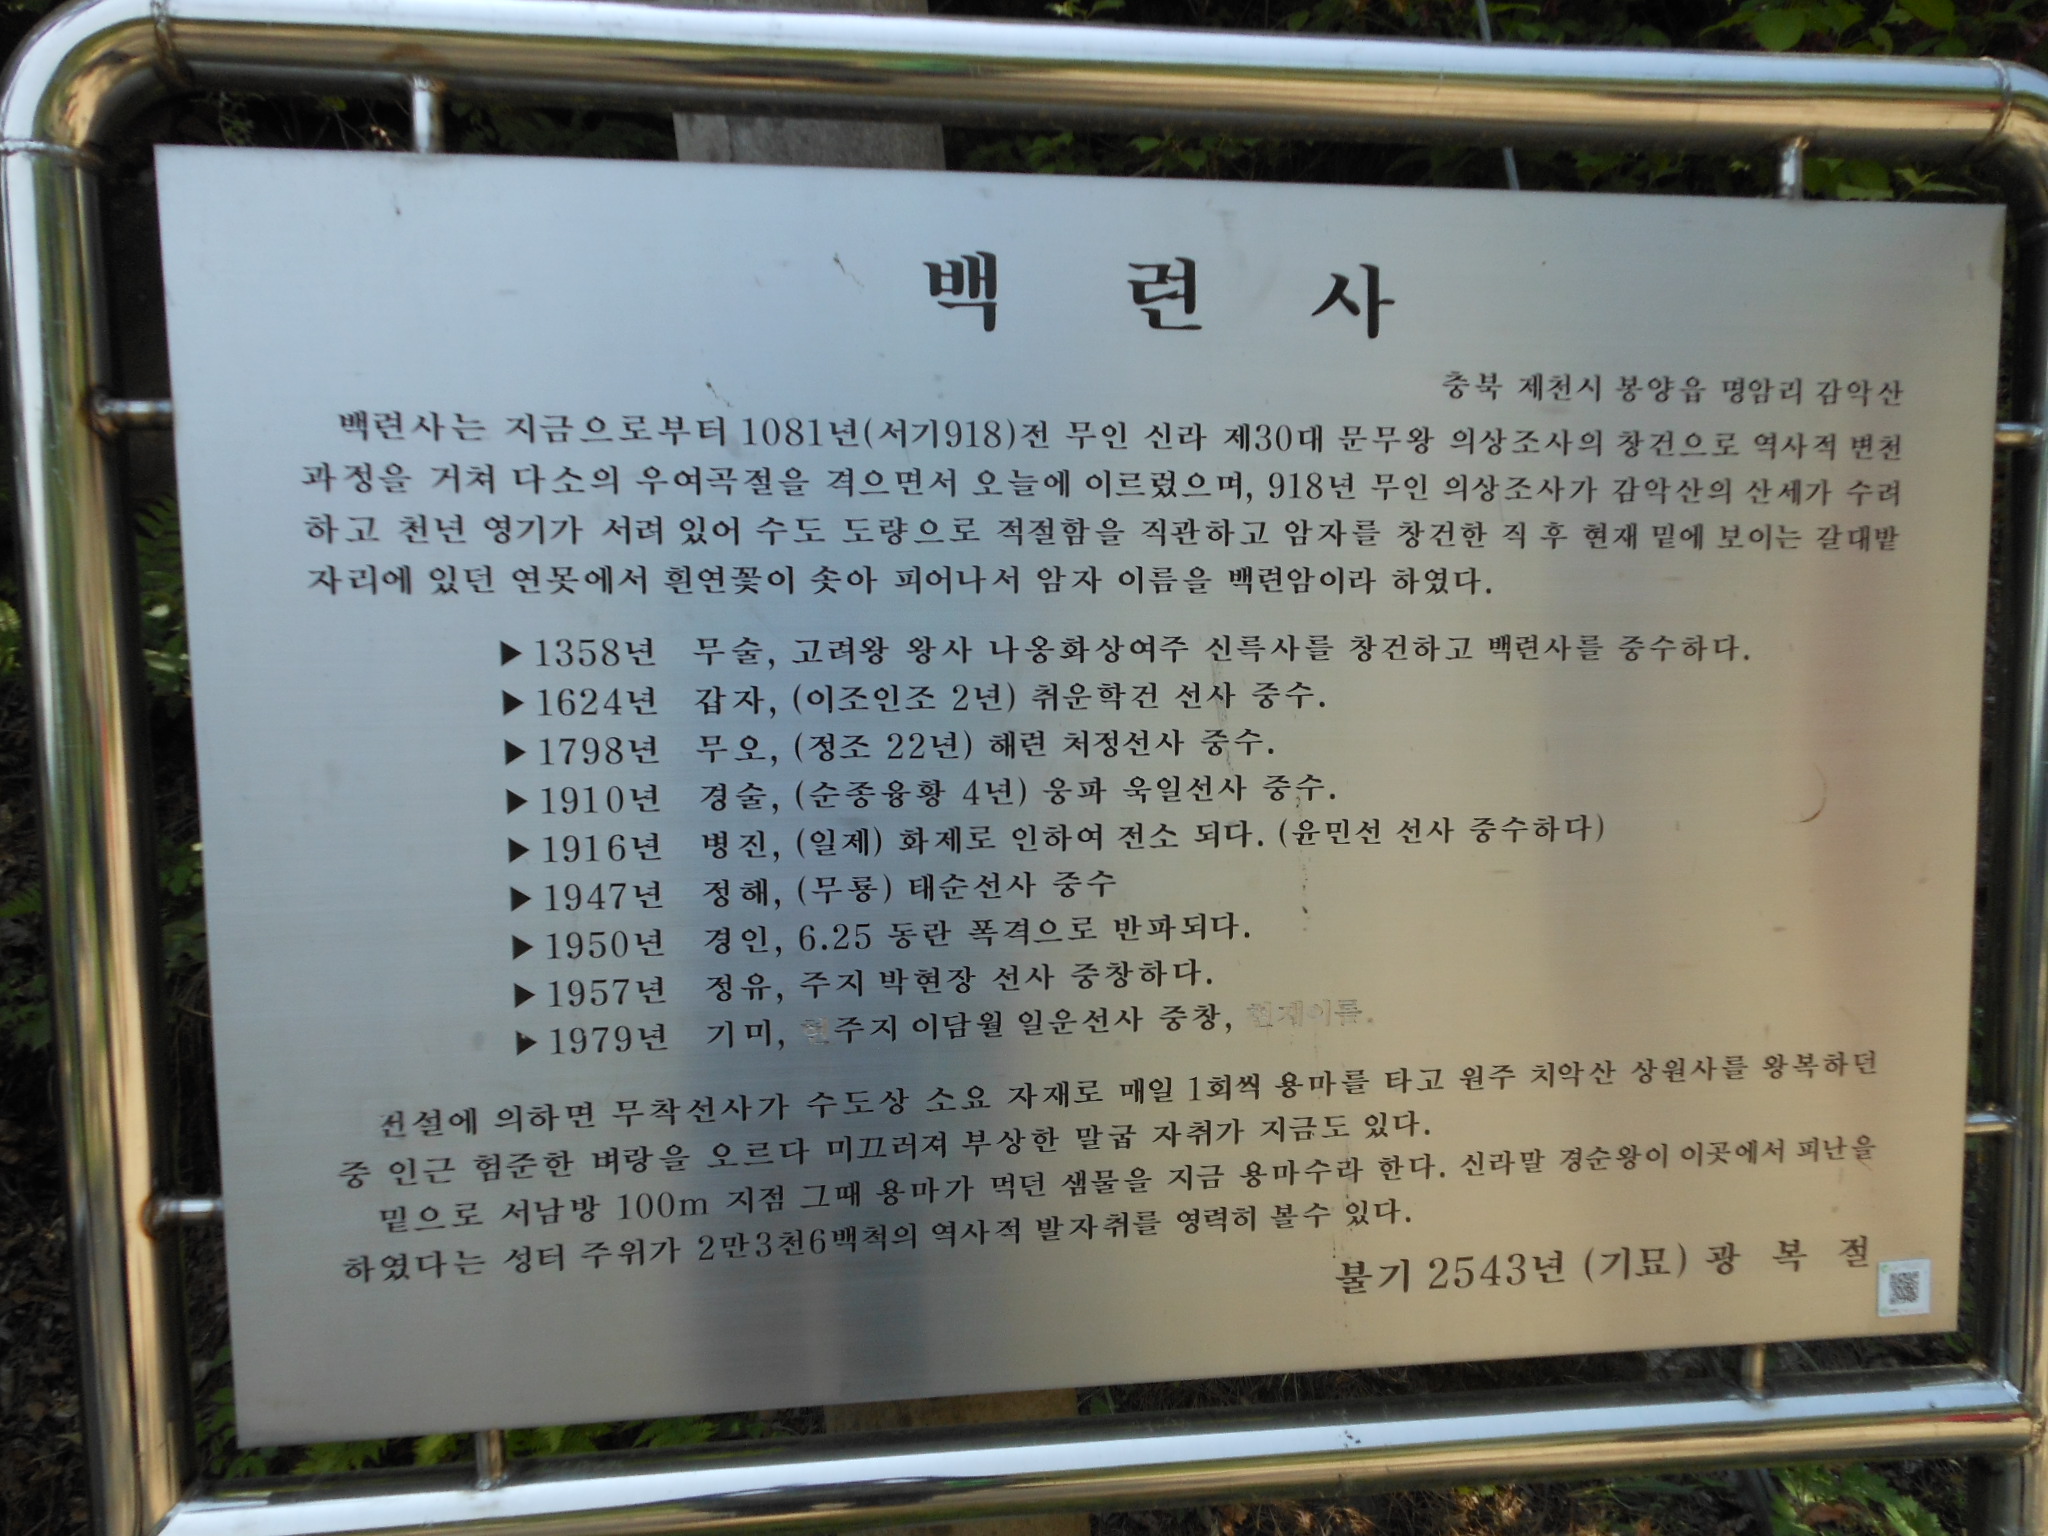 백 련 사
충북 제천시 봉양읍 명암리 감악산
백련사는 지금으로부터 1081년(서기918)전 무인 신라 제30대 문무왕 의상조사의 창건으로 역사적 변천
과정을 거쳐 다소의 우여곡절을 격으면서 오늘에 이르렀으며, 918년 무인 의상조사가 감악산의 산세가 수려
하고 천년 영기가 서려 있어 수도 도량으로 적절함을 직관하고 암자를 창건한 직 후 현재 밑에 보이는 갈대밭
자리에 있던 연못에서 흰연꽃이 솟아 피어나서 암자 이름을 백련암이라 하였다.
▶1358년 무술, 고려왕 왕사 나옹화상여주 신륵사를 창건하고 백련사를 중수하다.
▶1624년 갑자, (이조인조 2년) 취운학건 선사 중수.
▶1798년 무오, (정조 22년) 해련 처정선사 중수.
▶1910년 경술, (순종융황 4년) 웅파 욱일선사 중수.
▶1916년 병진, (일제) 화제로 인하여 전소 되다. (윤민선 선사 중수하다)
▶1947년 정해, (무룡) 태순선사 중수
▶1950년 경인, 6.25 동란 폭격으로 반파되다.
▶1957년 정유, 주지 박현장 선사 중창하다.
▶1979년 기미, 현주지 이담월 일운선사 중창, 현재이름.
전설에 의하면 무착선사가 수도상 소요 자재로 매일 1회씩 용마를 타고 원주 치악산 상원사를 왕복하던
중 인근 험준한 벼랑을 오르다 미끄러져 부상한 말굽 자취가 지금도 있다.
밑으로 서남방 100m 지점 그때 용마가 먹던 샘물을 지금 용마수라 한다. 신라말 경순왕이 이곳에서 피난을
하였다는 성터 주위가 2만3천6백척의 역사적 발자취를 영력히 볼수 있다.
불기 2543년 (기묘) 광 복 절